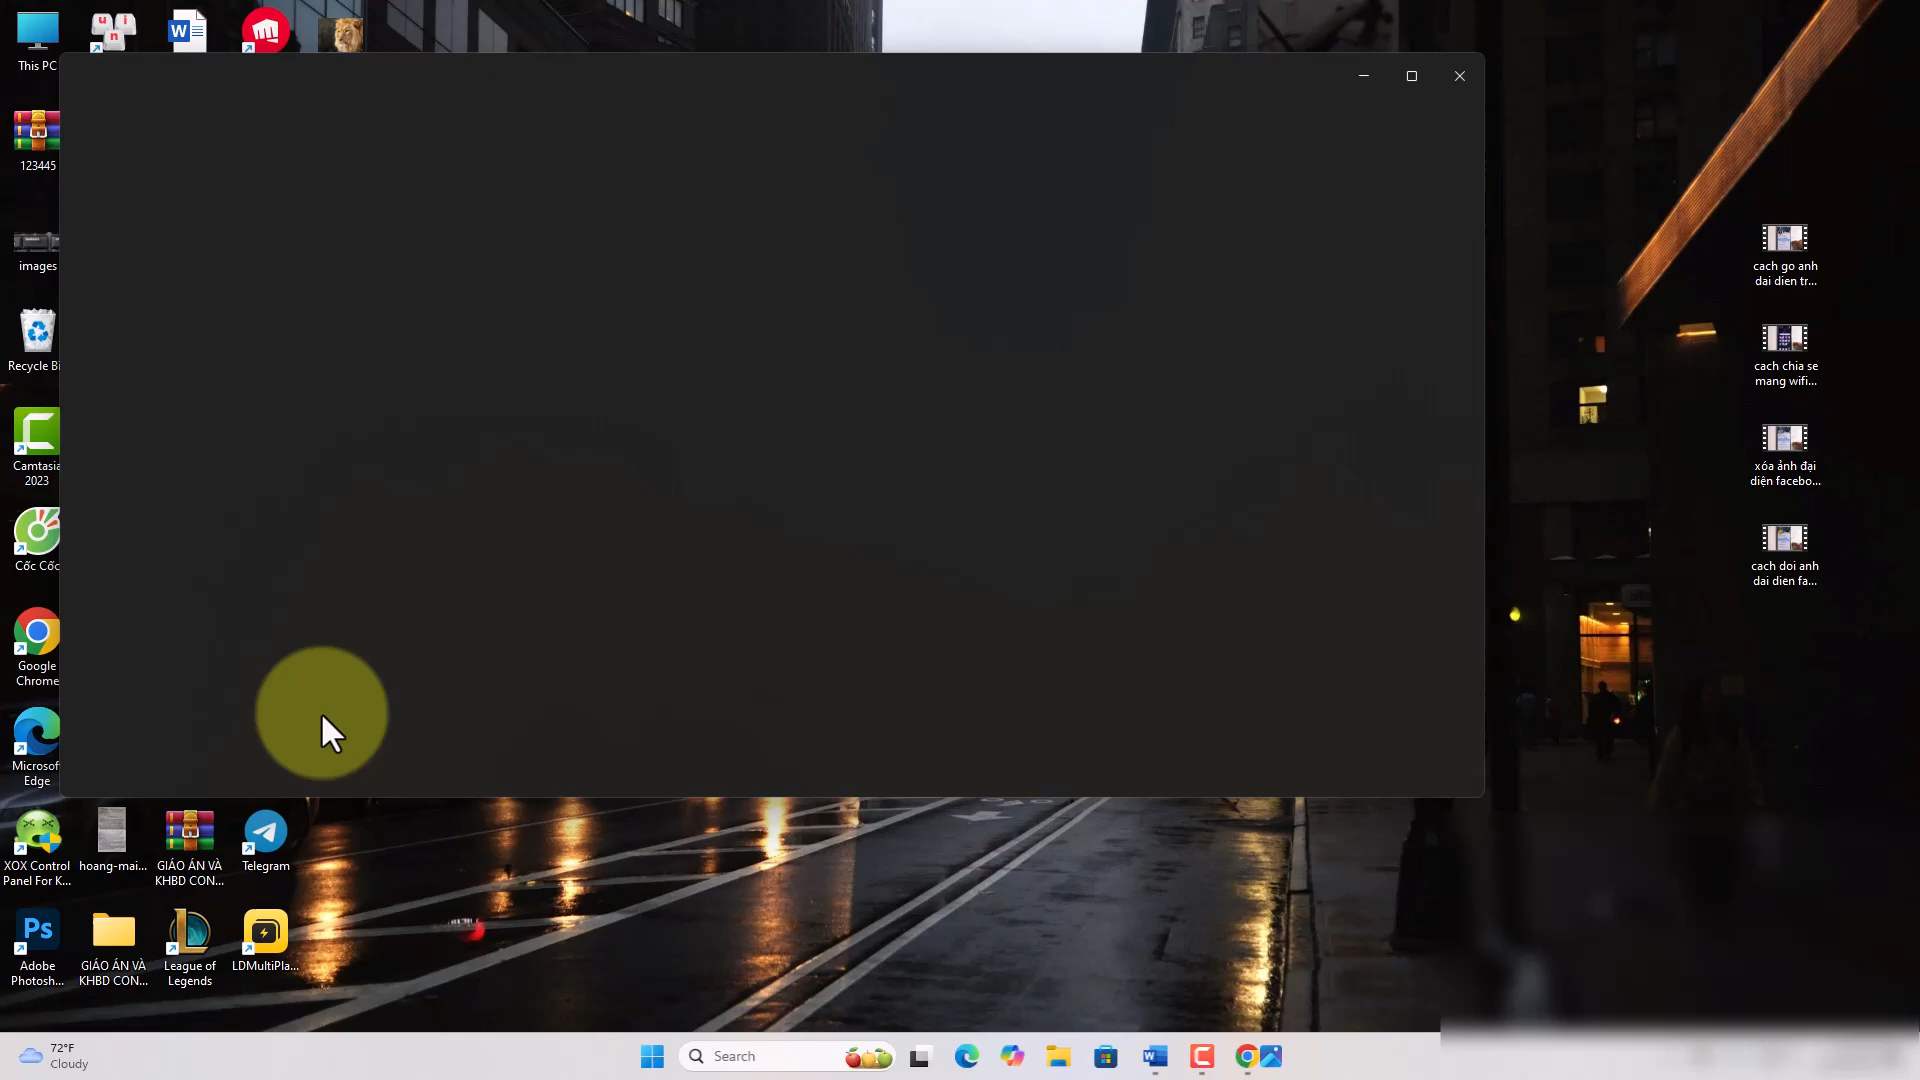 This PC
123445
images
Recycle Bi
Camtasia
2023
Cốc Cốc
Google
Chrome
Microsof
Edge
XOX Control
Panel For K...
hoang-mai...
GIÁO ÁN VÀ
KHBD CON...
Telegram
Adobe
Photosh...
GIÁO ÁN VÀ
KHBD CON...
League of
Legends
LDMultiPla...
cach go anh
dai dien tr...
cach chia se
mang wifi...
xóa ảnh đại
diện facebo...
cach doi anh
dai dien fa...
72°F
Cloudy
Search